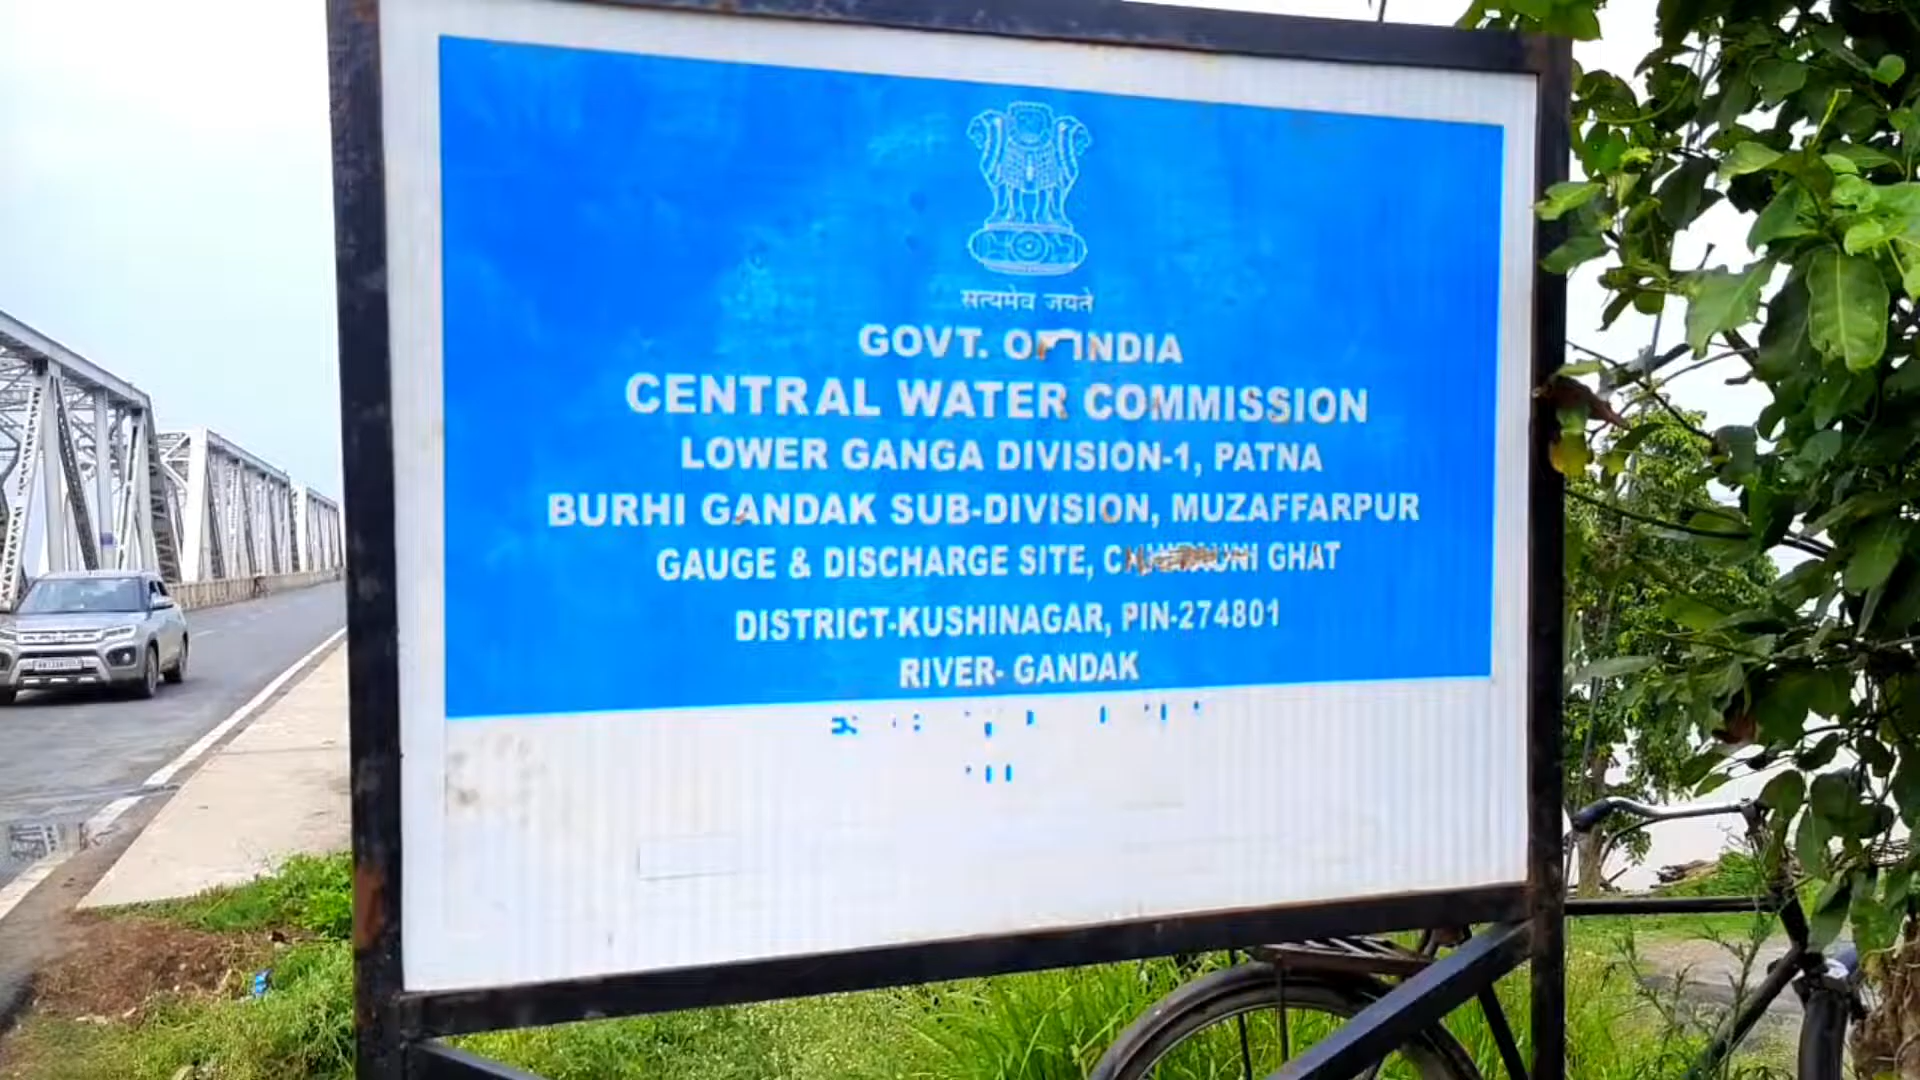 सत्यमेव जयते
GOVT. OF INDIA
CENTRAL WATER COMMISSION
LOWER GANGA DIVISION-1, PATNA
BURHI GANDAK SUB-DIVISION, MUZAFFARPUR
GAUGE & DISCHARGE SITE, GHAT
DISTRICT-KUSHINAGAR, PIN-274801
RIVER- GANDAK